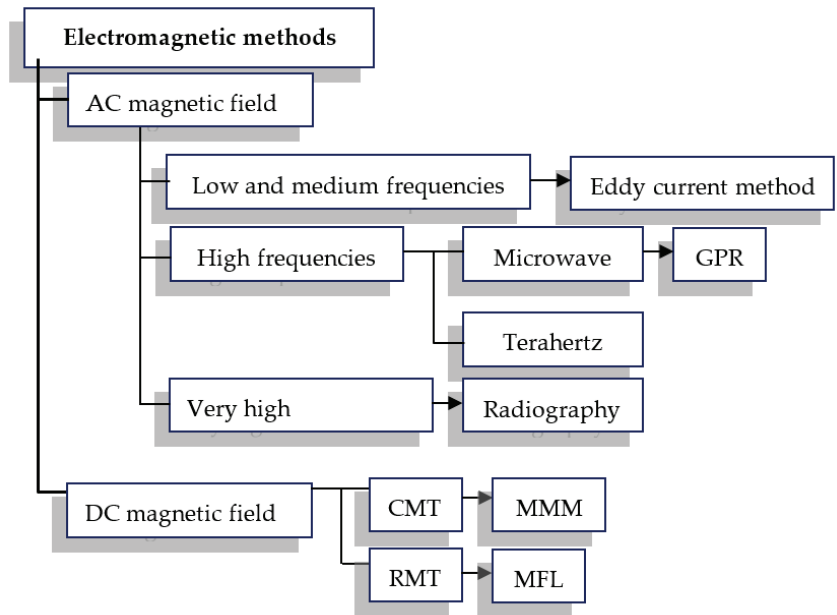 Electromagnetic methods
AC magnetic field
Low and medium frequencies
Eddy current method
High frequencies
Microwave
GPR
Terahertz
Very high
Radiography
DC magnetic field
CMT
MMM
RMT
MFL